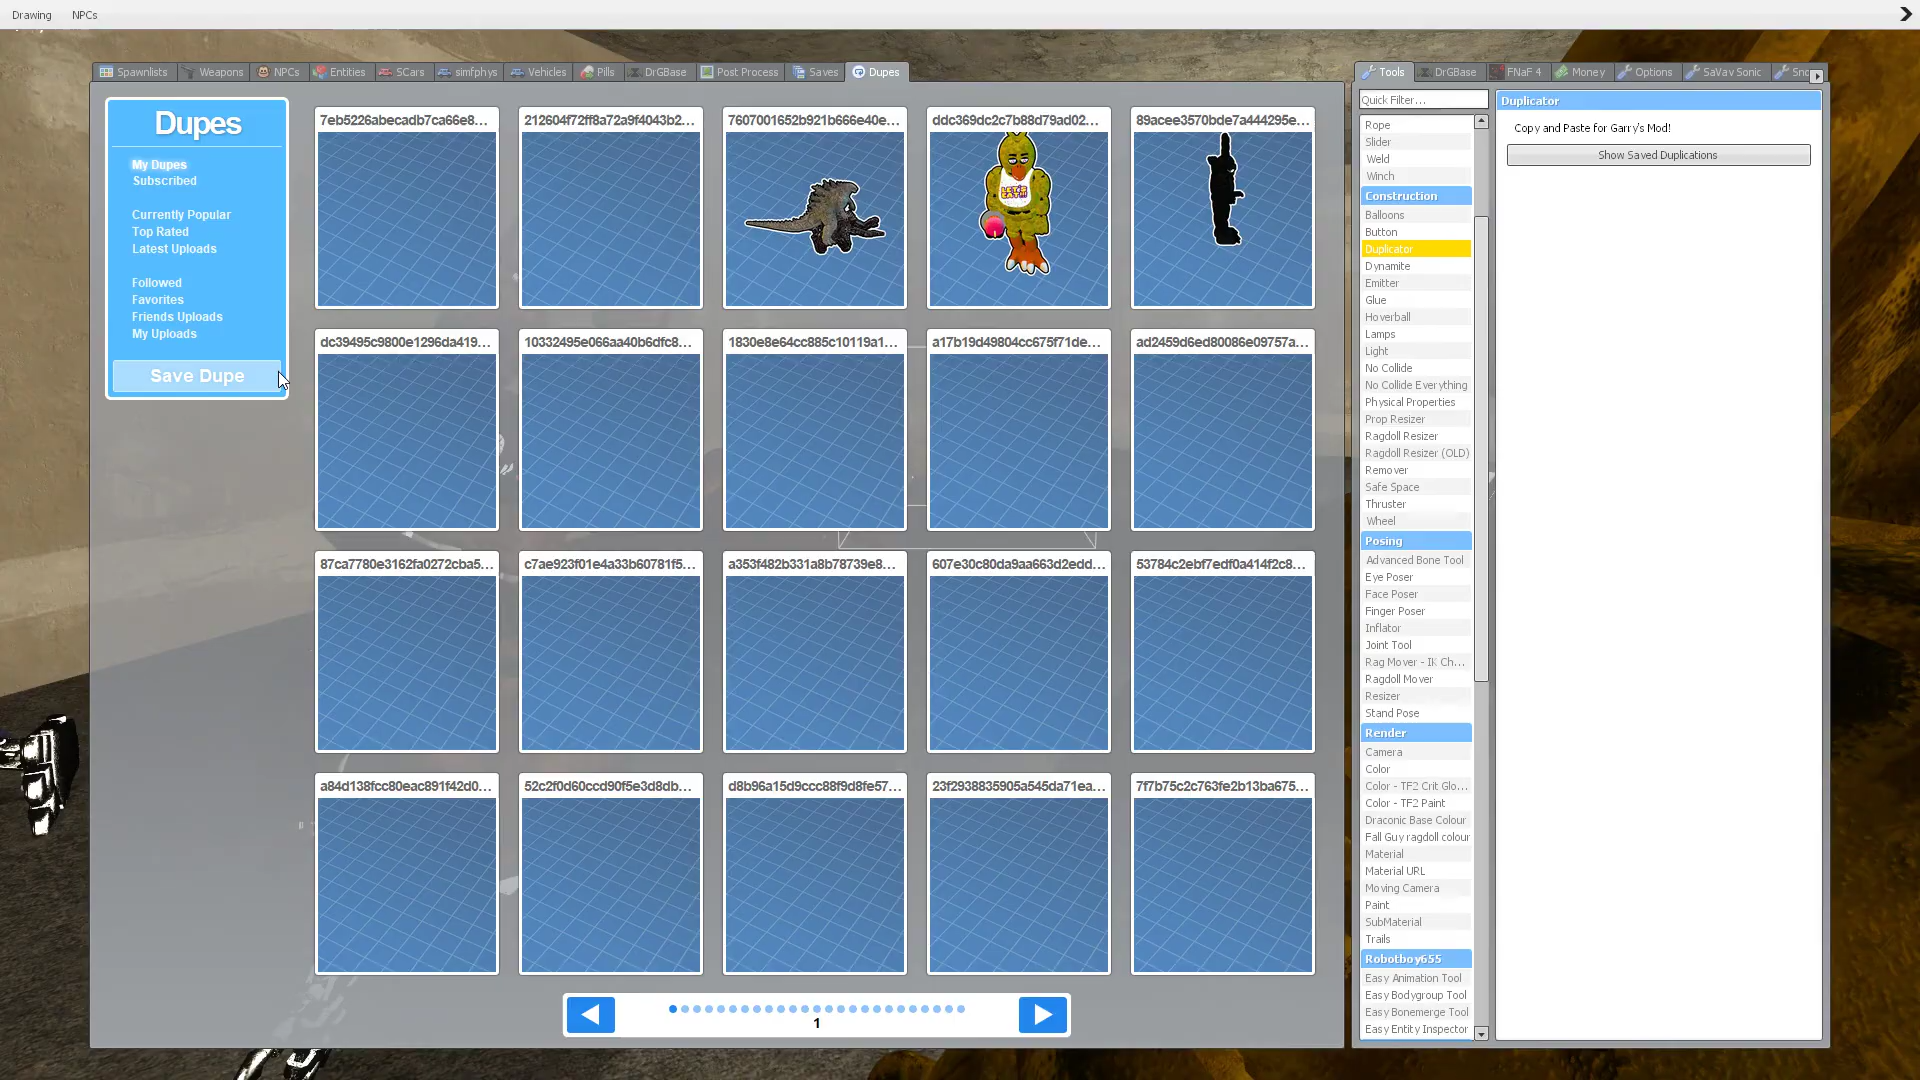 Drawing NPCs
Spawnlists Weapons NPCs Entities SCars simfphys Vehicles Pills DrGBase Post Process Saves Dupes
Tools DrGBase FNaF 4 Money Options SaVav Sonic
Dupes
My Dupes
Subscribed
Currently Popular
Top Rated
Latest Uploads
Followed
Favorites
Friends Uploads
My Uploads
Save Dupe
7eb5226abecadb7ca66e8...
212604f72ff8a72a9f4043b2...
7607001652b921b666e40e...
ddc369dc2c7b88d79ad02...
89acee3570bde7a444295e...
LET'S
EAT!!!
dc39495c9800e1296da419...
10332495e066aa40b6dfc8...
1830e8e64cc885c10119a1...
a17b19d49804cc675f71de...
ad2459d6ed80086e09757a...
87ca7780e3162fa0272cba5...
c7ae923f01e4a33b60781f5...
a353f482b331a8b78739e8...
607e30c80da9aa663d2edd...
53784c2ebf7edf0a414f2c8...
a84d138fcc80eac891f42d0...
52c2f0d60ccd90f5e3d8db...
d8b96a15d9ccc88f9d8fe57...
23f2938835905a545da71ea...
7f7b75c2c763fe2b13ba675...
1
Quick Filter...
Rope
Slider
Weld
Winch
Construction
Balloons
Button
Duplicator
Dynamite
Emitter
Glue
Hoverball
Lamps
Light
No Collide
No Collide Everything
Physical Properties
Prop Resizer
Ragdoll Resizer
Ragdoll Resizer (OLD)
Remover
Safe Space
Thruster
Wheel
Posing
Advanced Bone Tool
Eye Poser
Face Poser
Finger Poser
Inflator
Joint Tool
Rag Mover - IK Ch...
Ragdoll Mover
Resizer
Stand Pose
Render
Camera
Color
Color - TF2 Crit Glo...
Color - TF2 Paint
Draconic Base Colour
Fall Guy ragdoll colour
Material
Material URL
Moving Camera
Paint
SubMaterial
Trails
Robotboy655
Easy Animation Tool
Easy Bodygroup Tool
Easy Bonemerge Tool
Easy Entity Inspector
Duplicator
Copy and Paste for Garry's Mod!
Show Saved Duplications